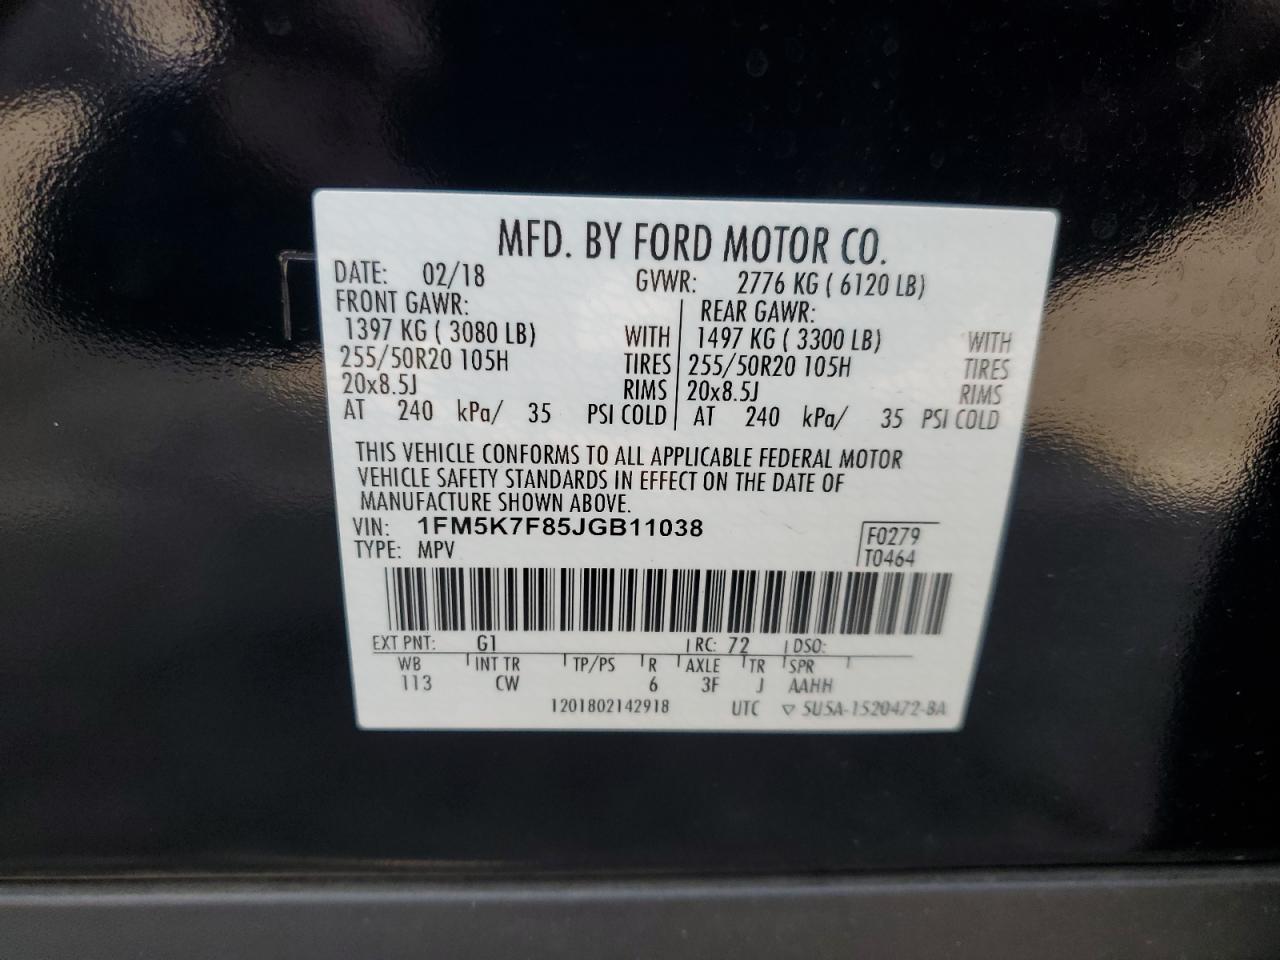 MFD. BY FORD MOTOR CO.
DATE: 02/18 GVWR: 2776 KG ( 6120 LB)
FRONT GAWR: REAR GAWR:
1397 KG ( 3080 LB) WITH 1497 KG ( 3300 LB) WITH
255/50R20 105H TIRES 255/50R20 105H TIRES
20x8.5J RIMS 20x8.5J RIMS
AT 240 kPa/ 35 PSI COLD AT 240 kPa/ 35 PSI COLD
THIS VEHICLE CONFORMS TO ALL APPLICABLE FEDERAL MOTOR
VEHICLE SAFETY STANDARDS IN EFFECT ON THE DATE OF
MANUFACTURE SHOWN ABOVE.
VIN: 1FM5K7F85JGB11038 F0279
TYPE: MPV T0464
EXT PNT: G1 RC: 72 DSO:
WB INT TR TP/PS R AXLE TR SPR
113 CW 6 3F J AAHH
1201802142918 UTC ▽ 5U5A-1520472-BA